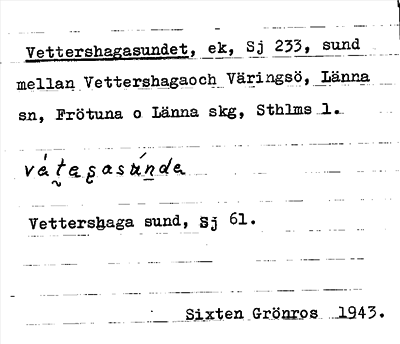 Vettershagasundet, ek, Sj 233, sund
mellan Vettershagaoch Väringsö, Länna
sn, Frötuna o Länna skg, Sthlms l.
Vettershaga sund, Sj 61.
Sixten Grönros 1943.